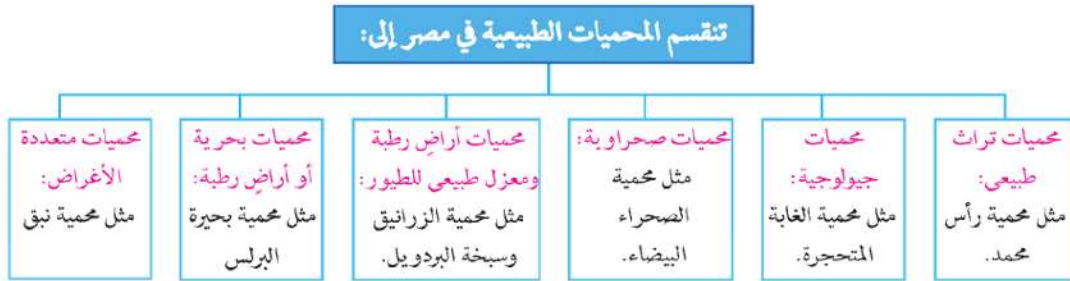 تنقسم المحميات الطبيعية في مصر إلى:
محميات تراث
طبيعي:
مثل محمية رأس
محمد.
محميات
جيولوجية:
مثل محمية الغابة
المتحجرة.
محميات صحراوية:
مثل محمية
الصحراء
البيضاء.
محميات أراضٍ رطبة
ومعزل طبيعي للطيور:
مثل محمية الزرانيق
وسبخة البردويل.
محميات بحرية
أو أراضٍ رطبة:
مثل محمية بحيرة
البرلس
محميات متعددة
الأغراض:
مثل محمية نبق